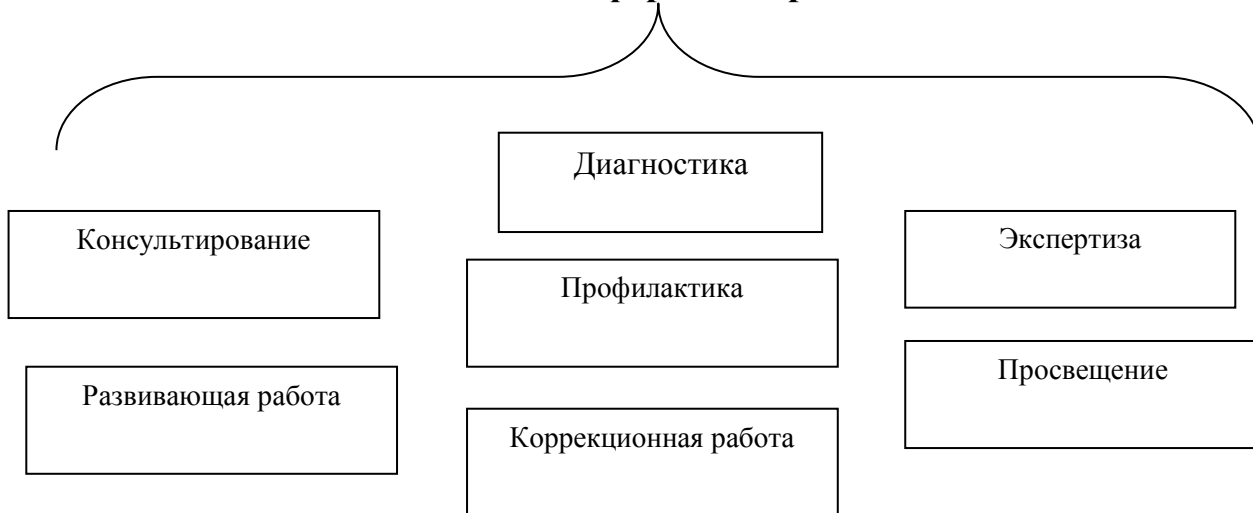 Диагностика
Консультирование
Экспертиза
Профилактика
Просвещение
Развивающая работа
Коррекционная работа